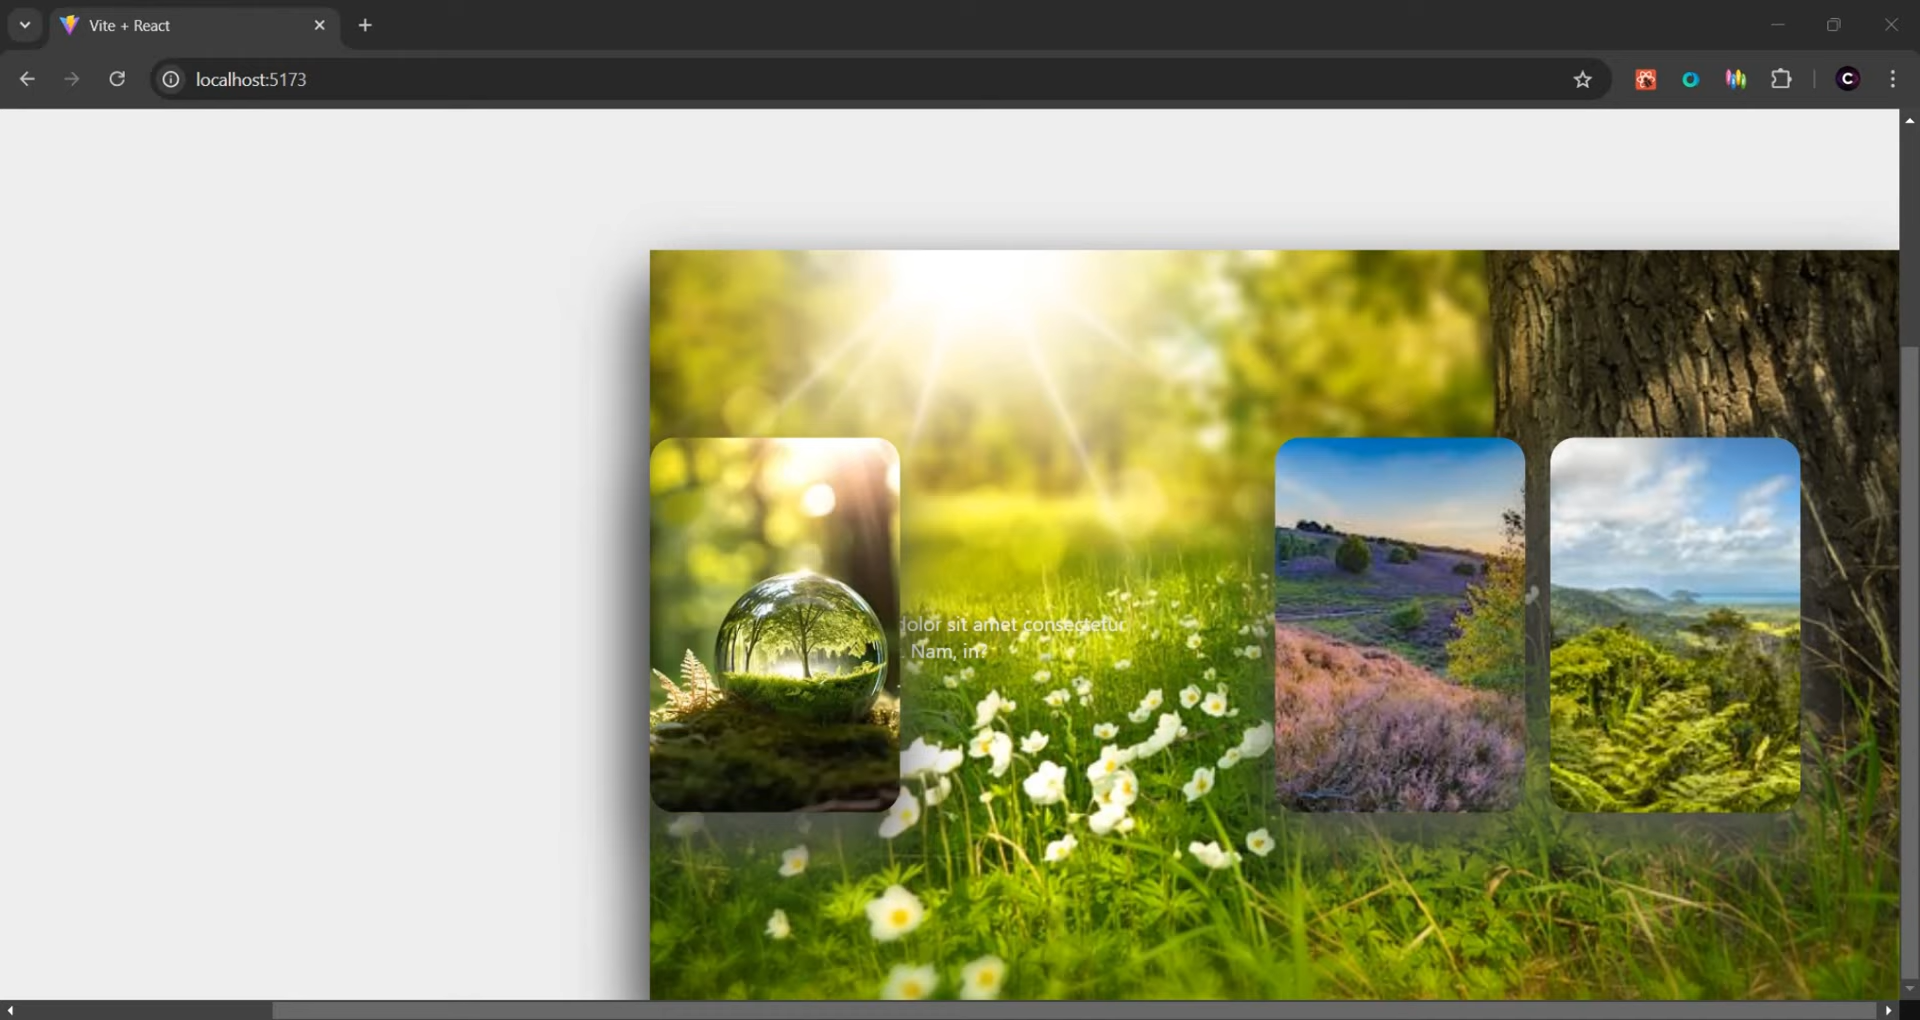 Vite + React
localhost:5173
C
dolor sit amet consectetur
. Nam, in?